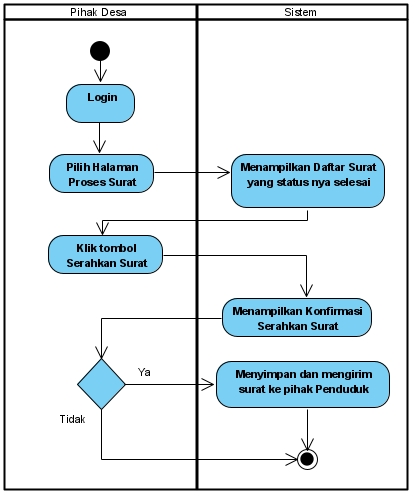 Pihak Desa
Sistem
Login
Pilih Halaman
Proses Surat
Menampilkan Daftar Surat
yang status nya selesai
Klik tombol
Serahkan Surat
Menampilkan Konfirmasi
Serahkan Surat
Ya
Menyimpan dan mengirim
surat ke pihak Penduduk
Tidak